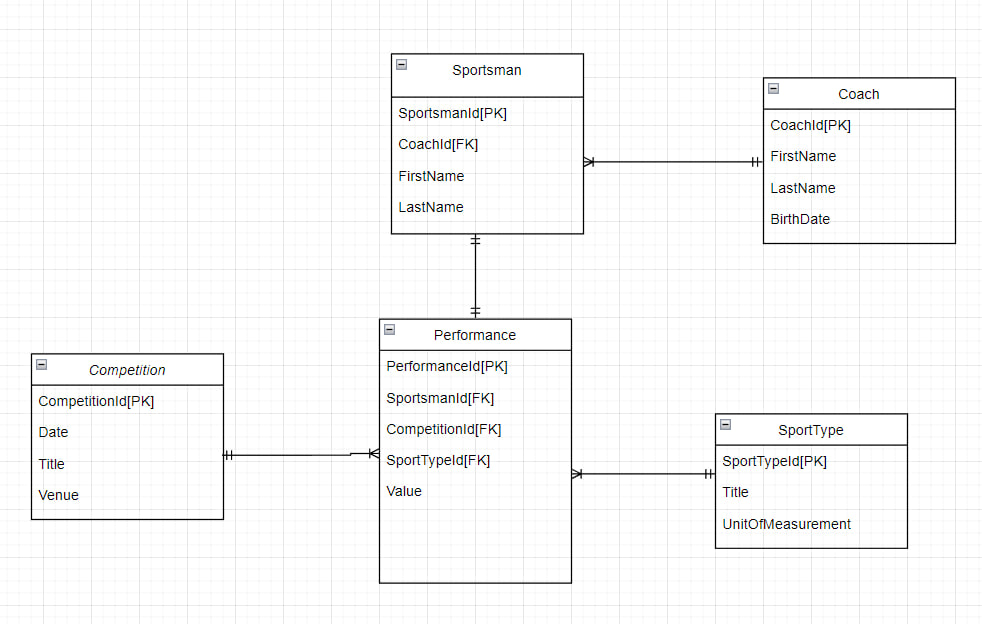 Sportsman
SportsmanId[PK]
CoachId[FK]
FirstName
LastName
Coach
CoachId[PK]
FirstName
LastName
BirthDate
Competition
CompetitionId[PK]
Date
Title
Venue
Performance
PerformanceId[PK]
SportsmanId[FK]
CompetitionId[FK]
SportTypeId[FK]
Value
SportType
SportTypeId[PK]
Title
UnitOfMeasurement